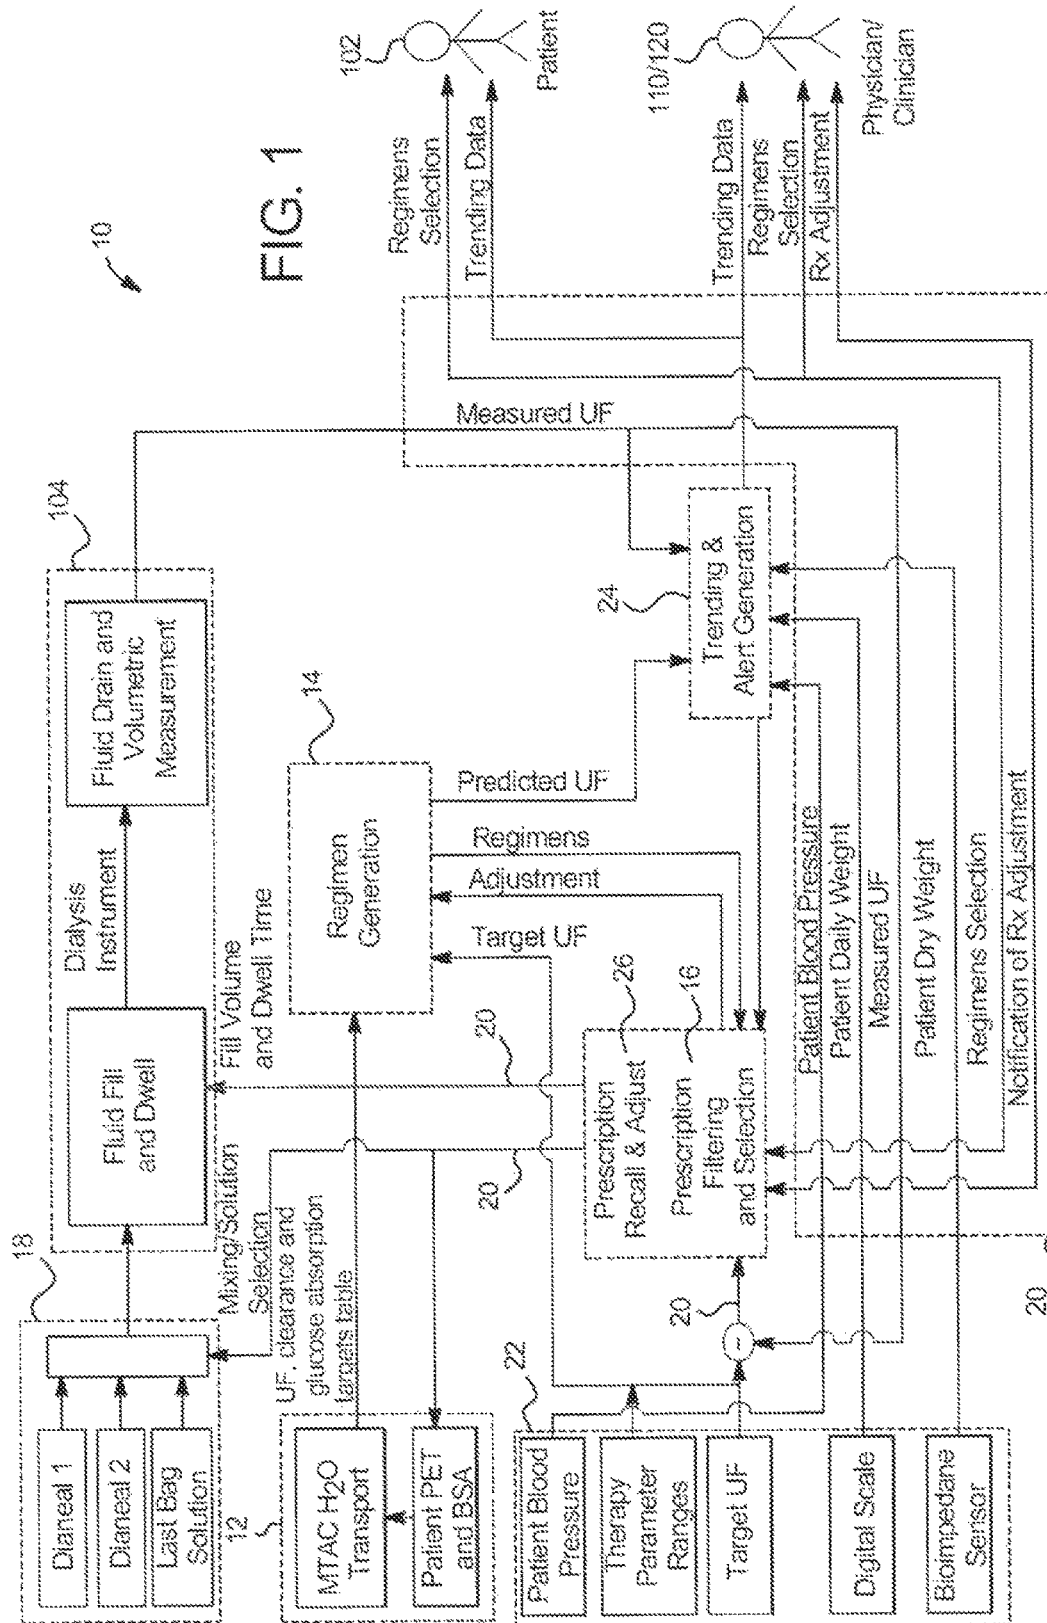 FIG. 1
10
18
Dianeal 1
Dianeal 2
Last Bag
Solution
Mixing/Solution
Selection
104
Fluid Fill
and Dwell
Dialysis
Instrument
Fluid Drain and
Volumetric
Measurement
Fill Volume
and Dwell Time
12
MTAC H2O
Transport
Patient PET
and BSA
UF, clearance and
glucose absorption
targets table
14
Regimen
Generation
Predicted UF
Regimens
Adjustment
Target UF
Measured UF
20
20
Prescription
Recall & Adjust
26
Prescription
Filtering
and Selection
16
20
-
24
Trending &
Alert Generation
22
Patient Blood
Pressure
Therapy
Parameter
Ranges
Target UF
Digital Scale
Bioimpedane
Sensor
Patient Blood Pressure
Patient Daily Weight
Measured UF
Patient Dry Weight
Regimens Selection
Notification of Rx Adjustment
20
Regimens
Selection
Trending Data
102
Patient
Trending Data
Regimens
Selection
Rx Adjustment
110/120
Physician/
Clinician